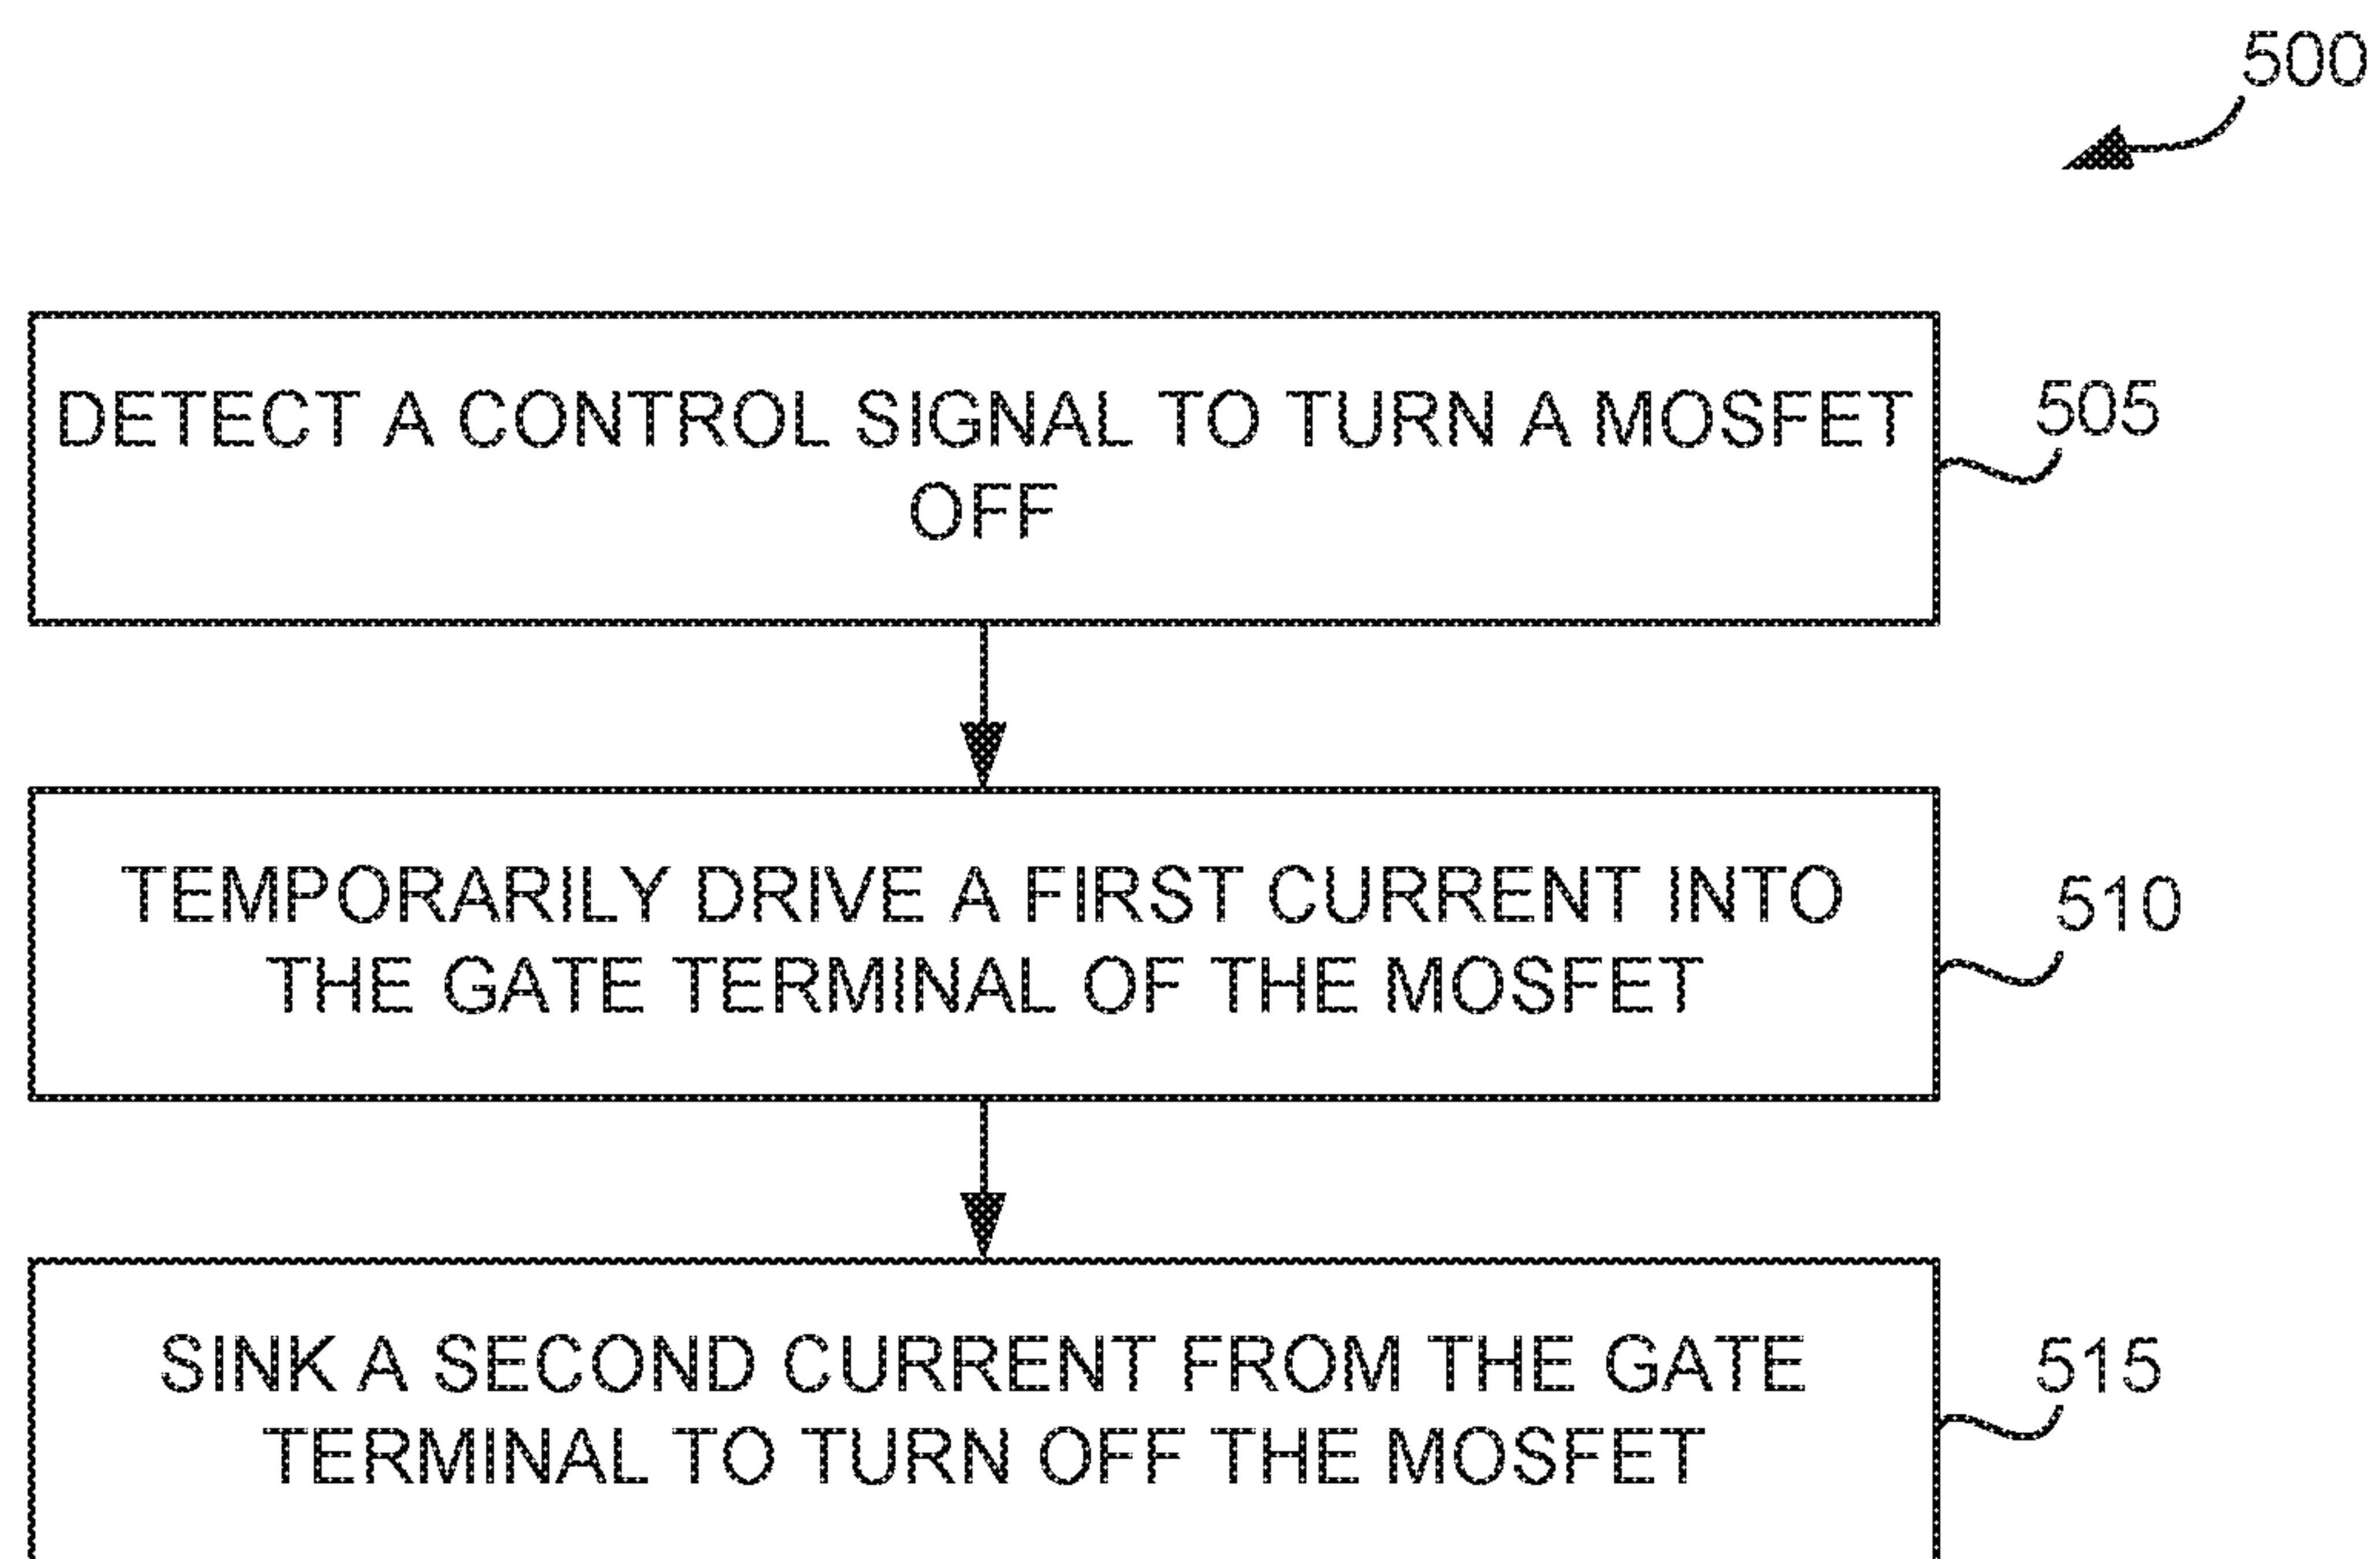 500
DETECT A CONTROL SIGNAL TO TURN A MOSFET
OFF
505
TEMPORARILY DRIVE A FIRST CURRENT INTO
THE GATE TERMINAL OF THE MOSFET
510
SINK A SECOND CURRENT FROM THE GATE
TERMINAL TO TURN OFF THE MOSFET
515